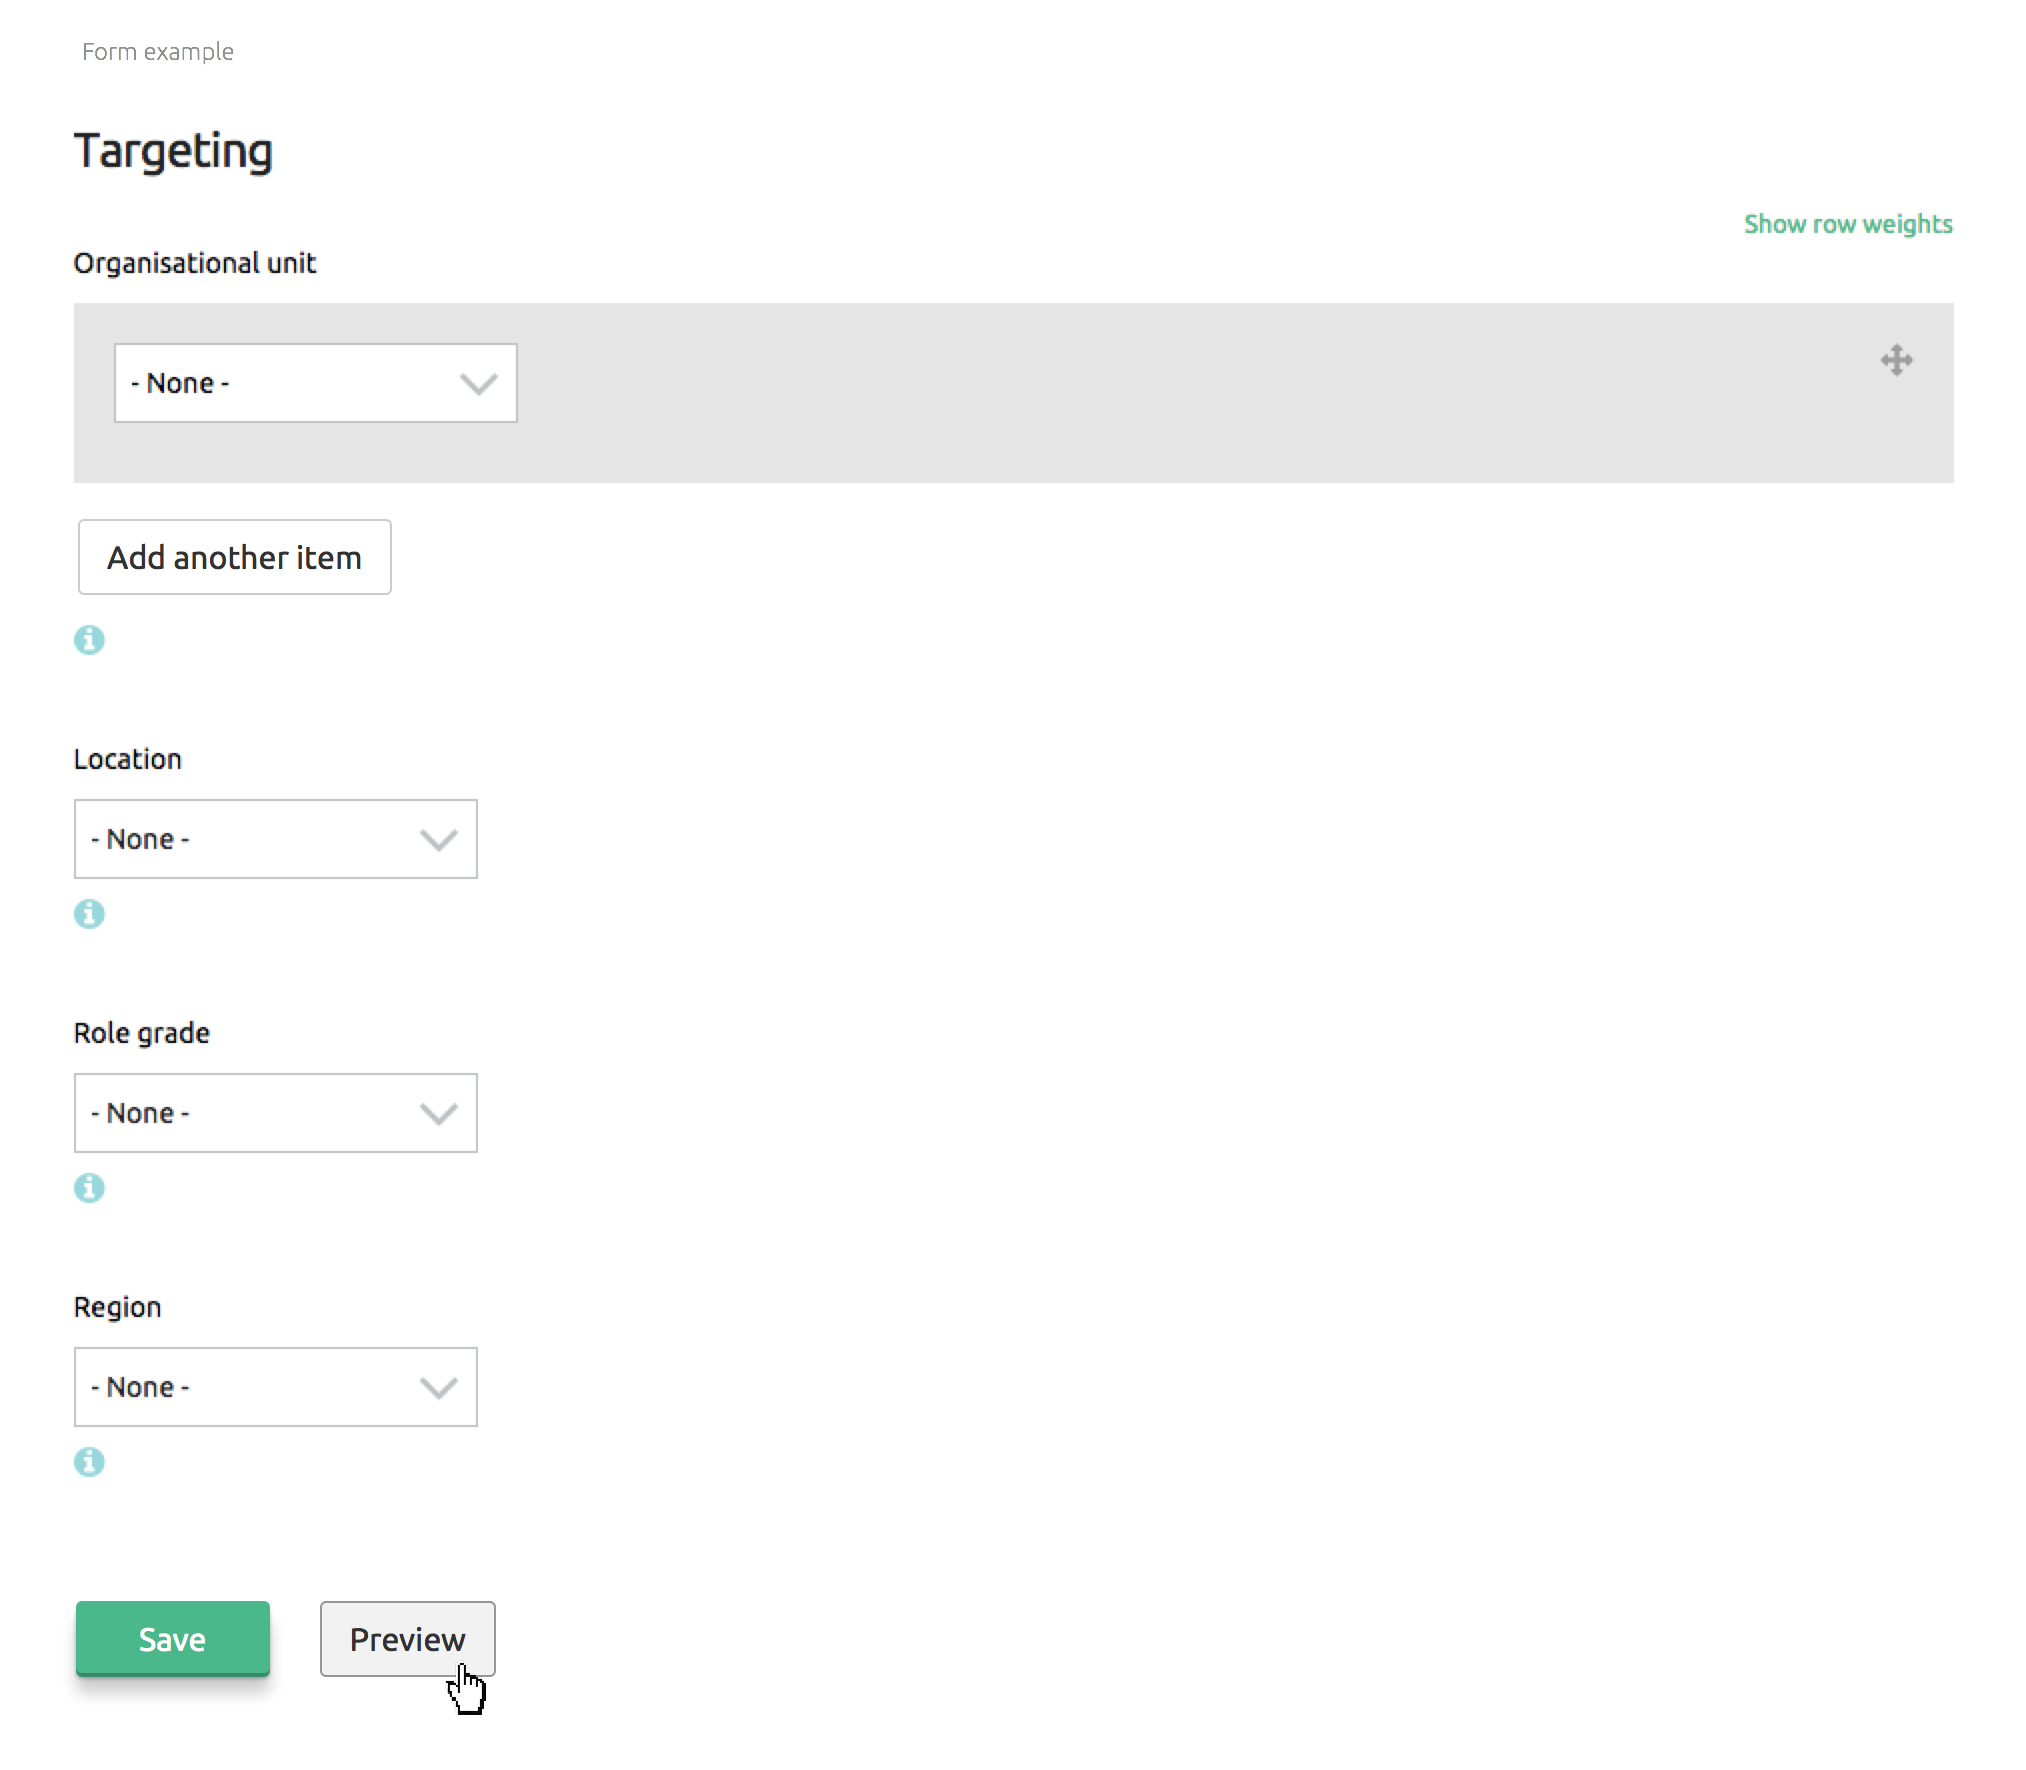 Form example
Targeting
Show row weights
Organisational unit
- None -
Add another item
Location
- None -
Role grade
- None -
Region
- None -
Save
Preview